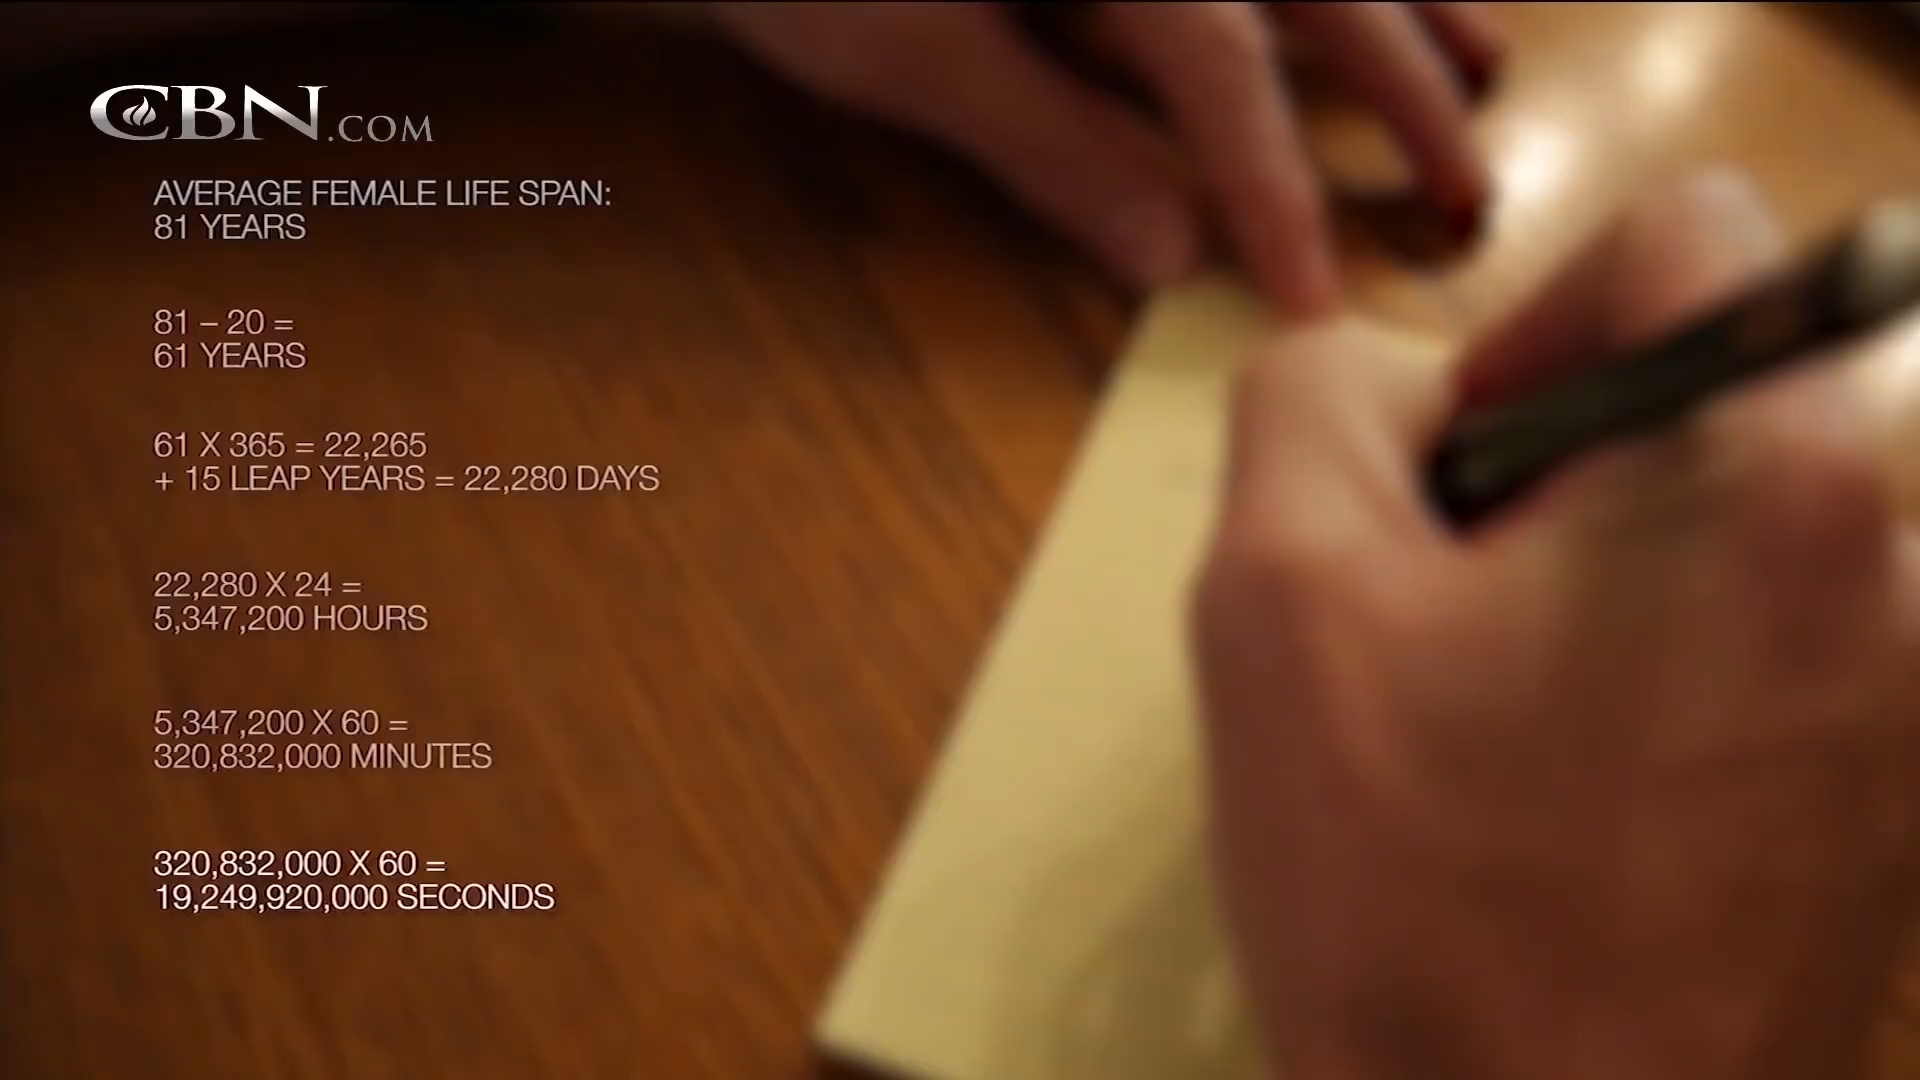 CBN.COM
AVERAGE FEMALE LIFE SPAN:
81 YEARS
81 – 20 =
61 YEARS
61 X 365 = 22,265
+ 15 LEAP YEARS = 22,280 DAYS
22,280 X 24 =
5,347,200 HOURS
5,347,200 X 60 =
320,832,000 MINUTES
320,832,000 X 60 =
19,249,920,000 SECONDS